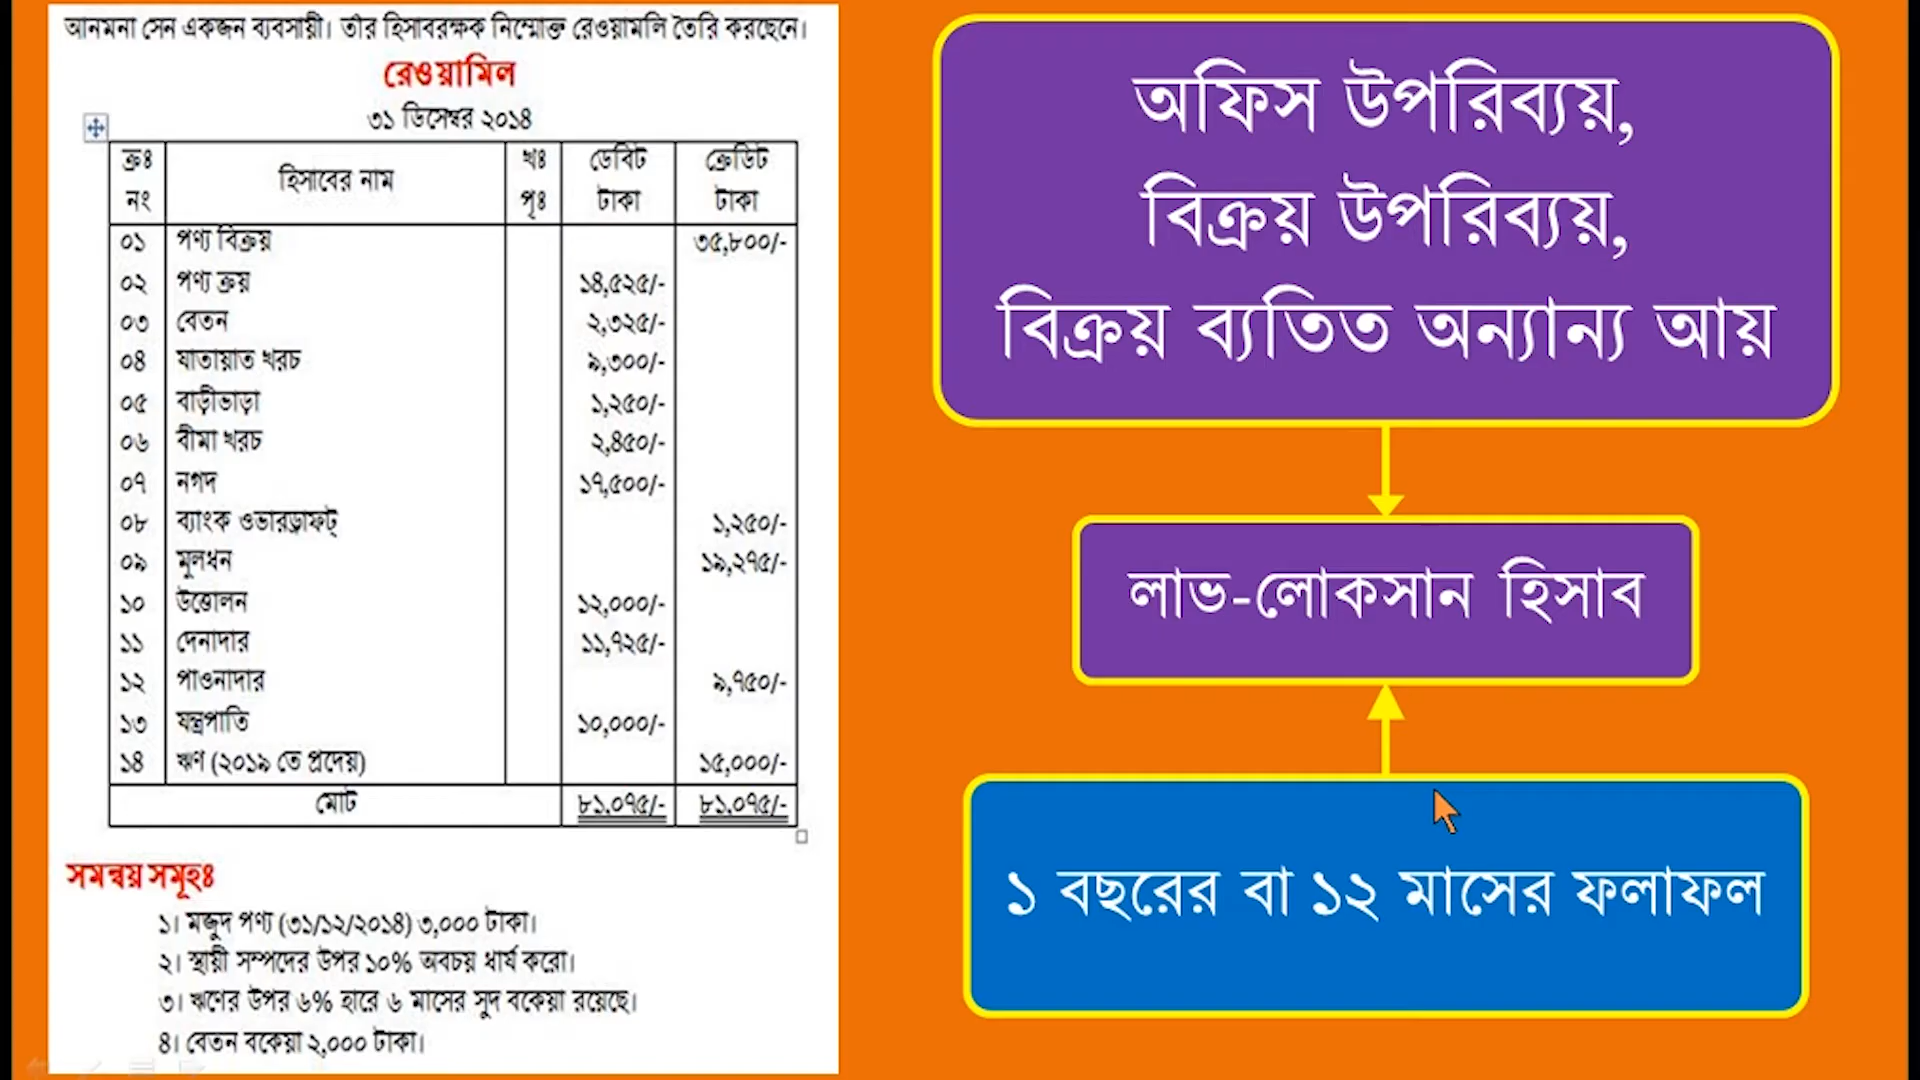 আনমনা সেন একজন ব্যবসায়ী। তাঁর হিসাবরক্ষক নিম্মোক্ত রেওয়ামলি তৈরি করছেনে।
রেওয়ামিল
৩১ ডিসেম্বর ২০১৪
ক্রঃ নং হিসাবের নাম খঃ পৃঃ ডেবিট টাকা ক্রেডিট টাকা
০১ পণ্য বিক্রয় ৩৫,৮০০/-
০২ পণ্য ক্রয় ১৪,৫২৫/-
০৩ বেতন ২,৩২৫/-
০৪ যাতায়াত খরচ ৯,৩০০/-
০৫ বাড়ীভাড়া ১,২৫০/-
০৬ বীমা খরচ ২,৪৫০/-
০৭ নগদ ১৭,৫০০/-
০৮ ব্যাংক ওভারড্রাফট্ ১,২৫০/-
০৯ মুলধন ১৯,২৭৫/-
১০ উত্তোলন ১২,০০০/-
১১ দেনাদার ১১,৭২৫/-
১২ পাওনাদার ৯,৭৫০/-
১৩ যন্ত্রপাতি ১০,০০০/-
১৪ ঋণ (২০১৯ তে প্রদেয়) ১৫,০০০/-
মোট ৮১,০৭৫/- ৮১,০৭৫/-
সমন্বয় সমূহঃ
১। মজুদ পণ্য (৩১/১২/২০১৪) ৩,০০০ টাকা।
২। স্থায়ী সম্পদের উপর ১০% অবচয় ধার্য করো।
৩। ঋণের উপর ৬% হারে ৬ মাসের সুদ বকেয়া রয়েছে।
৪। বেতন বকেয়া ২,০০০ টাকা।
অফিস উপরিব্যয়,
বিক্রয় উপরিব্যয়,
বিক্রয় ব্যতিত অন্যান্য আয়
লাভ-লোকসান হিসাব
১ বছরের বা ১২ মাসের ফলাফল